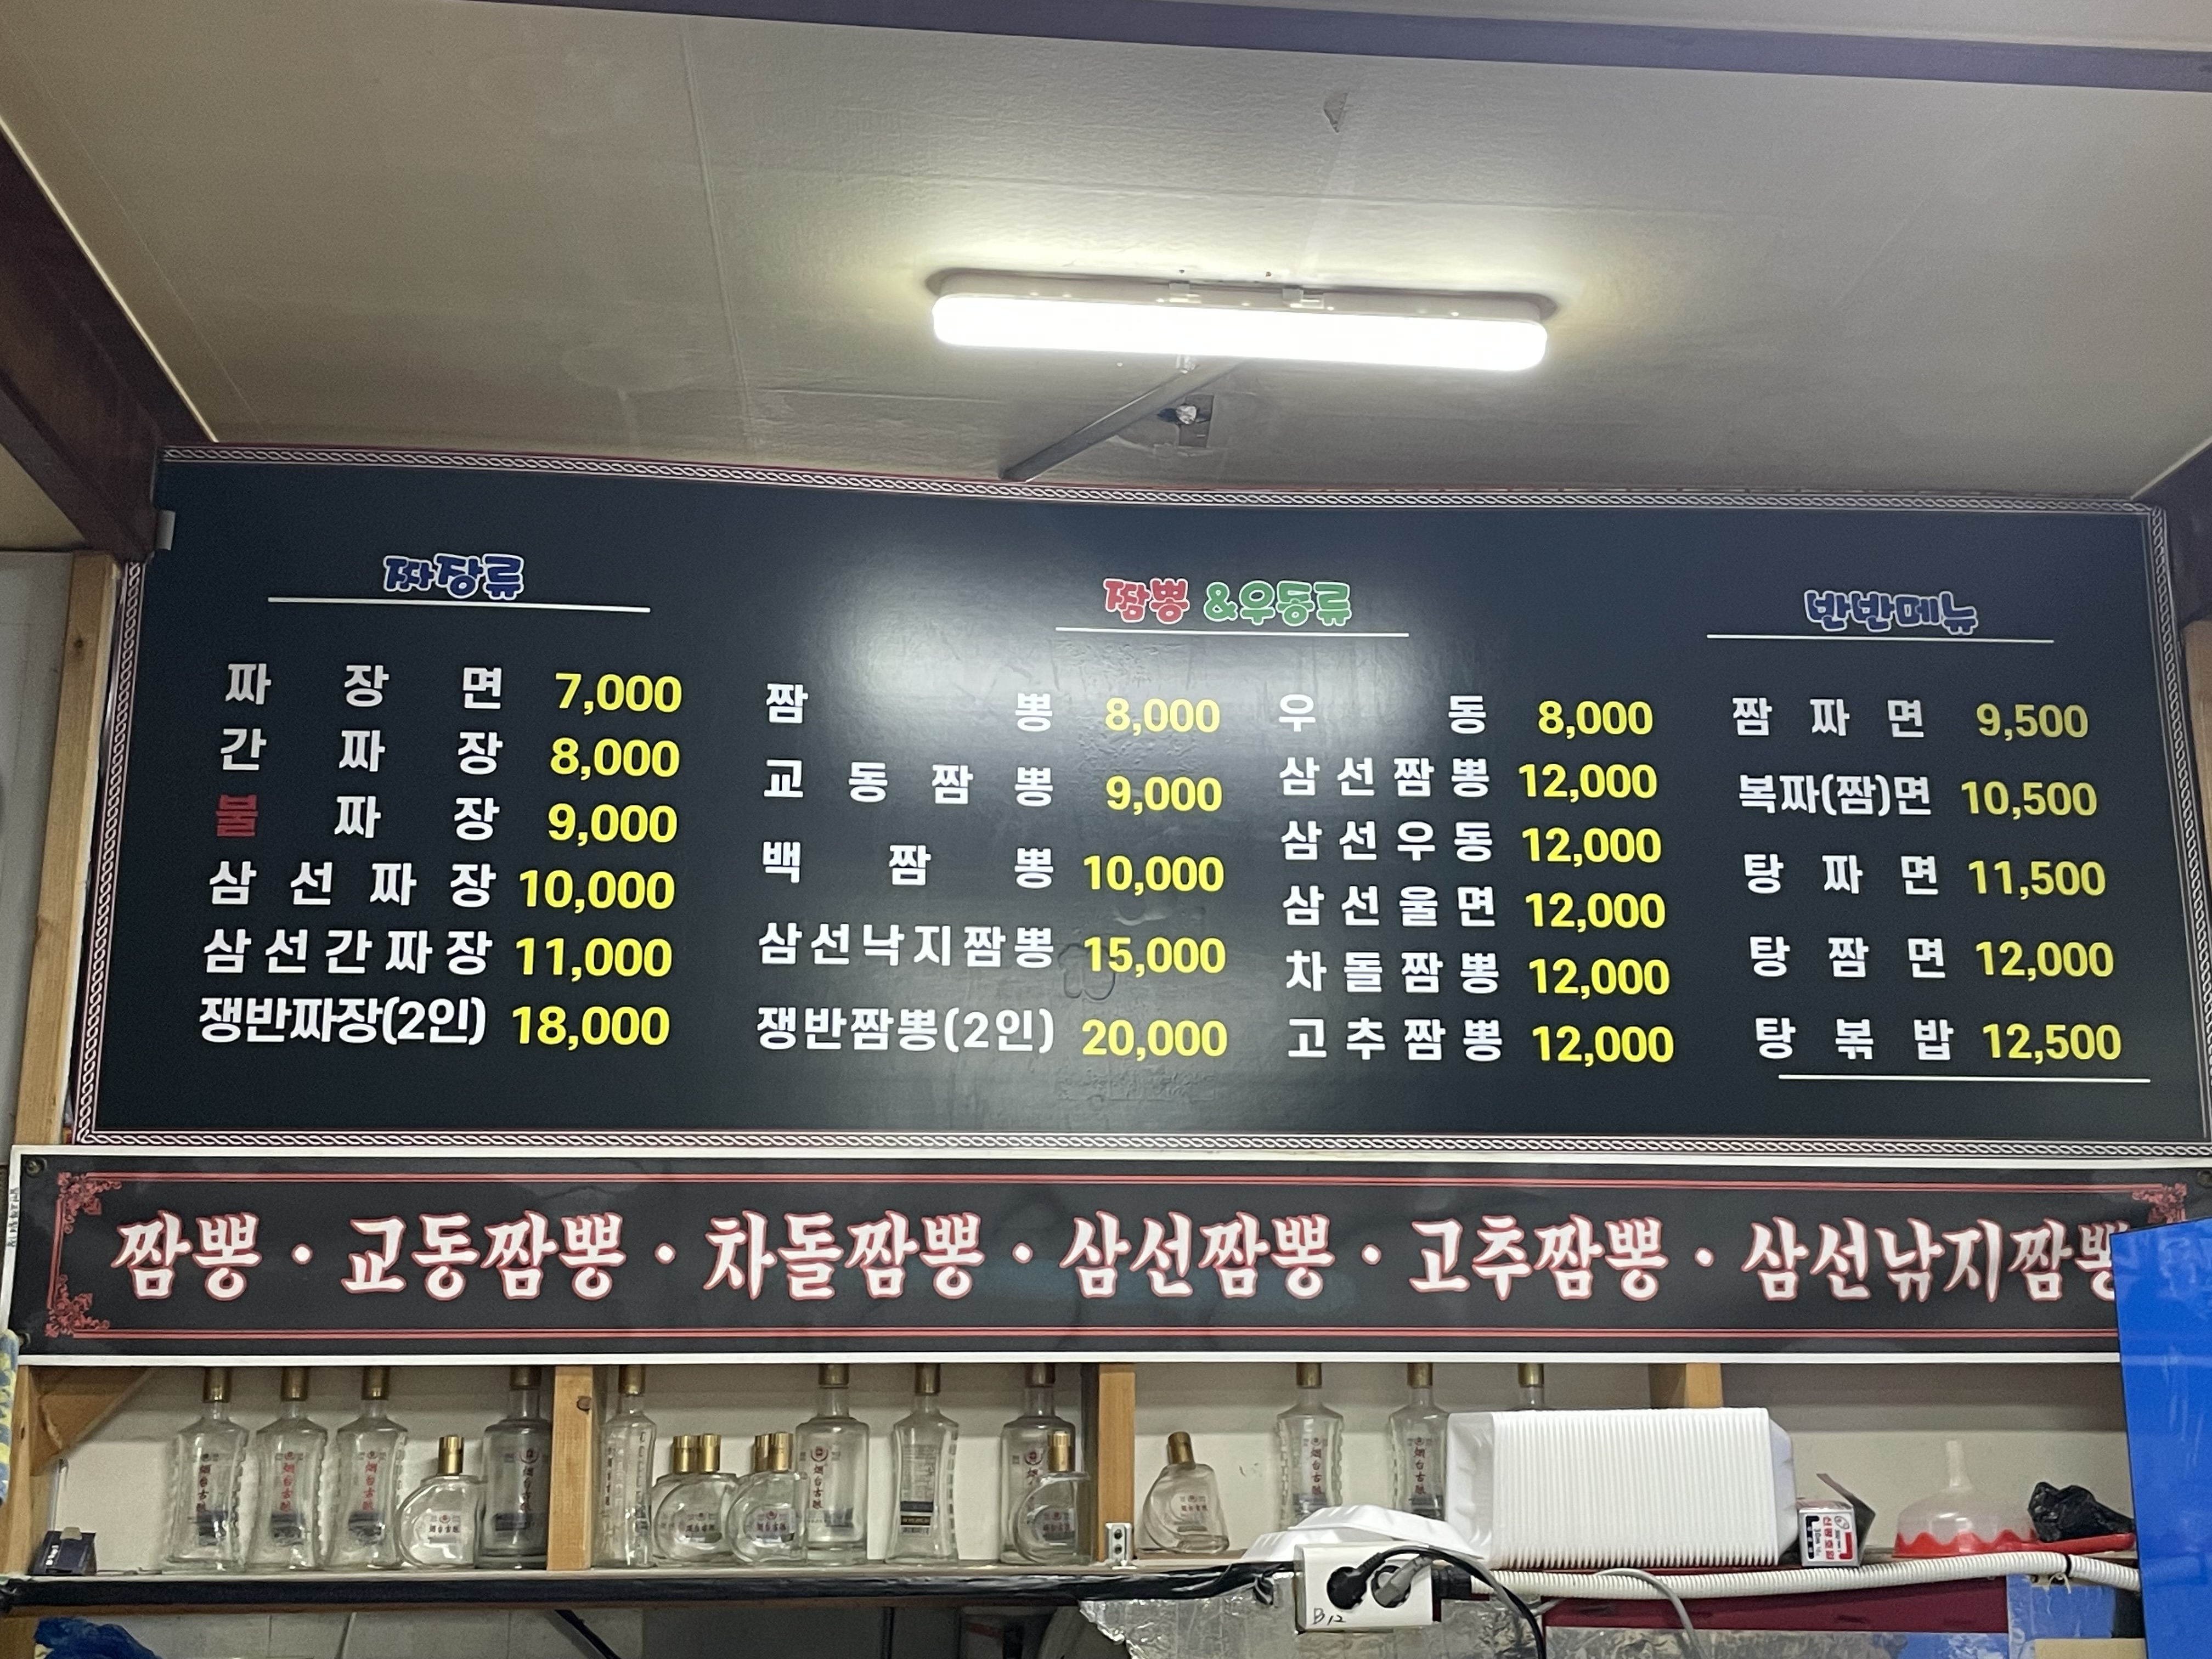 짜장류
짜장면 7,000
간짜장 8,000
불짜장 9,000
삼선짜장 10,000
삼선간짜장 11,000
쟁반짜장(2인) 18,000
짬뽕 &우동류
짬뽕 8,000
교동짬뽕 9,000
백짬뽕 10,000
삼선낙지짬뽕 15,000
쟁반짬뽕(2인) 20,000
우동 8,000
삼선짬뽕 12,000
삼선우동 12,000
삼선울면 12,000
차돌짬뽕 12,000
고추짬뽕 12,000
반반메뉴
짬짜면 9,500
복짜(짬)면 10,500
탕짜면 11,500
탕짬면 12,000
탕볶밥 12,500
짬뽕·교동짬뽕·차돌짬뽕·삼선짬뽕·고추짬뽕·삼선낚지짬뽕
烟台古酿
B12